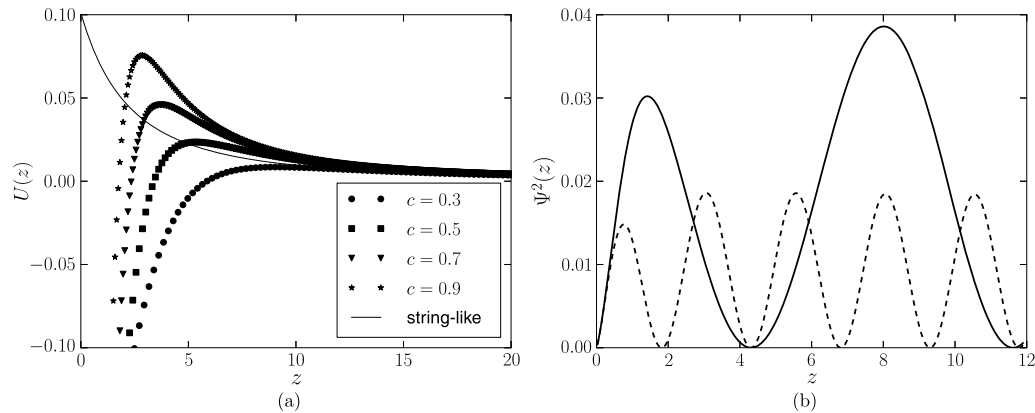 0.10
0.05
0.00
−0.05
−0.10
U(z)
0
5
10
15
20
z
c = 0.3
c = 0.5
c = 0.7
c = 0.9
string-like
(a)
0.04
0.03
0.02
0.01
0.00
Ψ²(z)
0
2
4
6
8
10
12
z
(b)